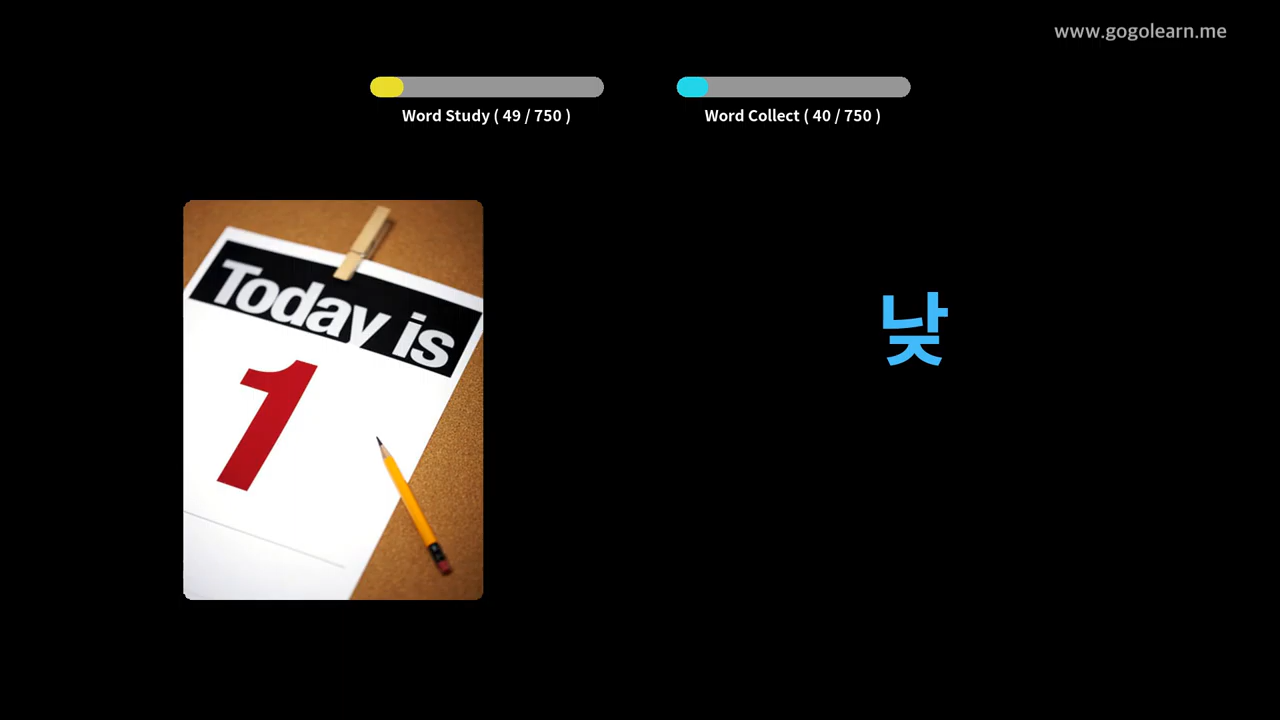 www.gogolearn.me
Word Study ( 49 / 750 )
Word Collect ( 40 / 750 )
Today is
1
낮